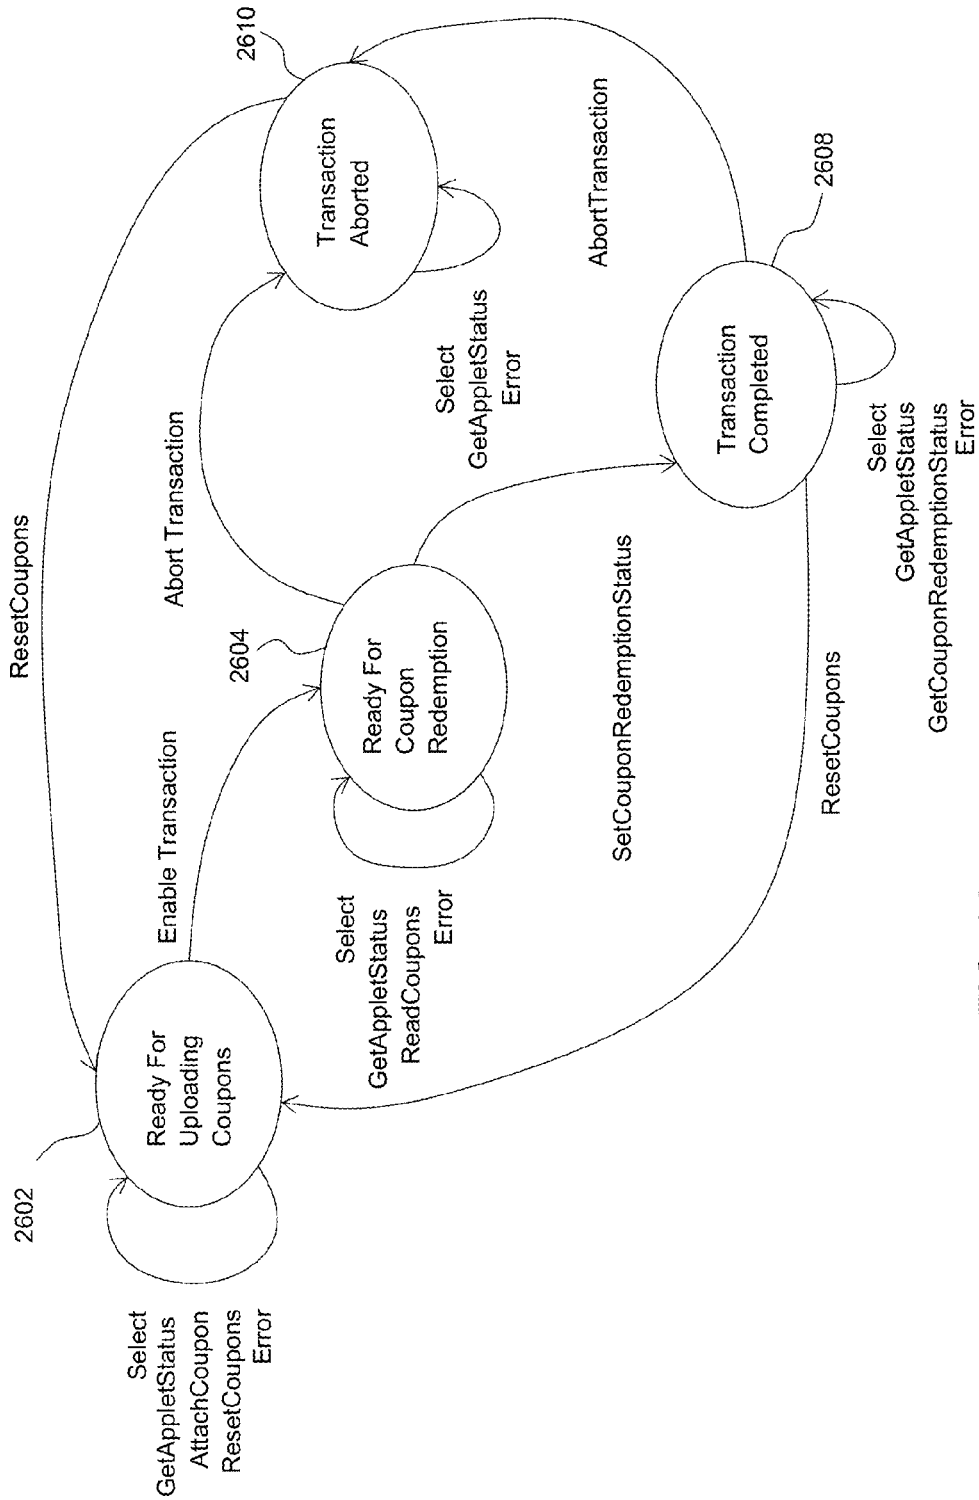 2602
Ready For
Uploading
Coupons
Select
GetAppletStatus
AttachCoupon
ResetCoupons
Error
ResetCoupons
Enable Transaction
2604
Ready For
Coupon
Redemption
Select
GetAppletStatus
ReadCoupons
Error
Abort Transaction
2610
Transaction
Aborted
Select
GetAppletStatus
Error
AbortTransaction
SetCouponRedemptionStatus
2608
Transaction
Completed
Select
GetAppletStatus
GetCouponRedemptionStatus
Error
ResetCoupons